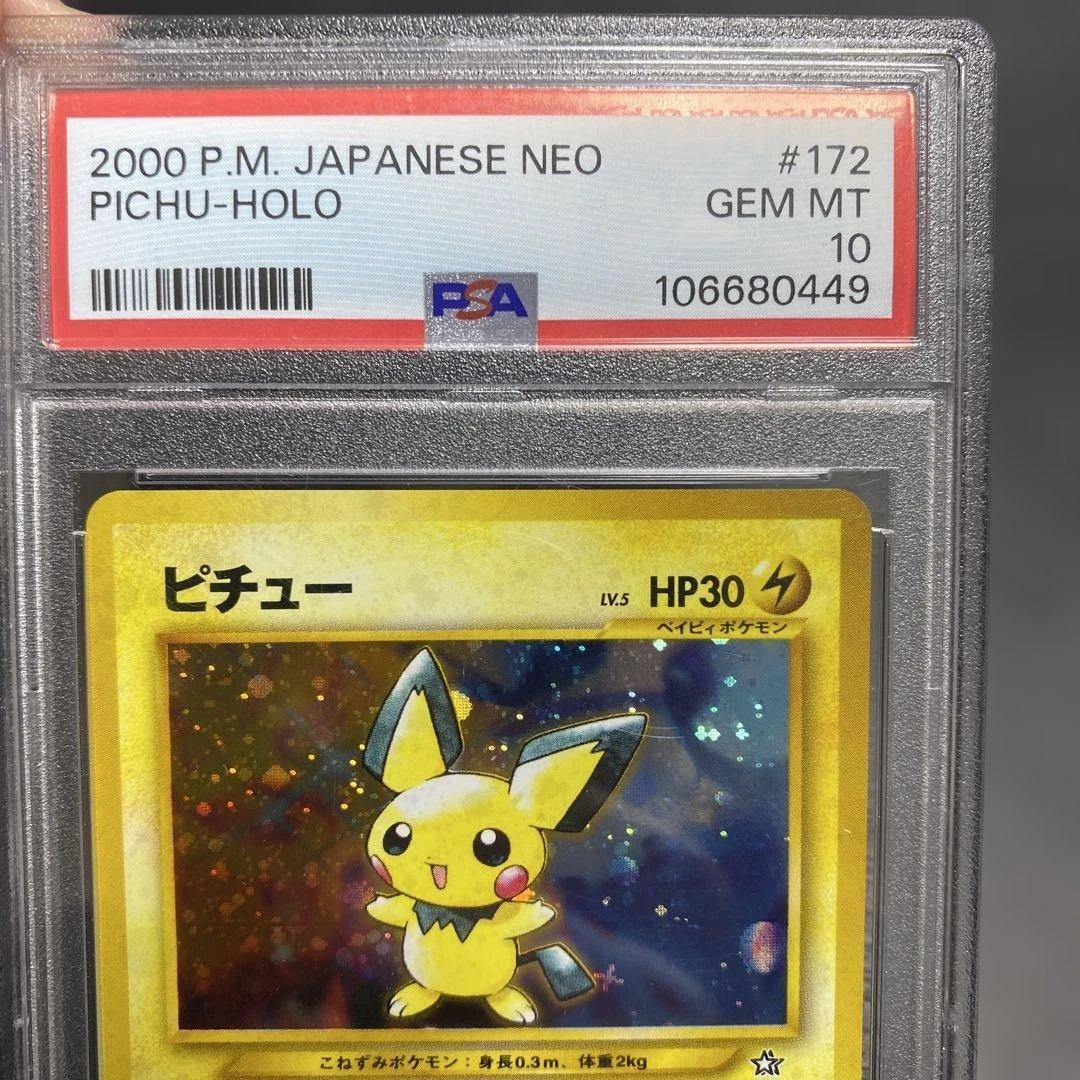 2000 P.M. JAPANESE NEO #172
PICHU-HOLO GEM MT
10
PSA 106680449
ピチュー LV.5 HP30
ベイビィポケモン
こねずみポケモン：身長0.3m、体重2kg